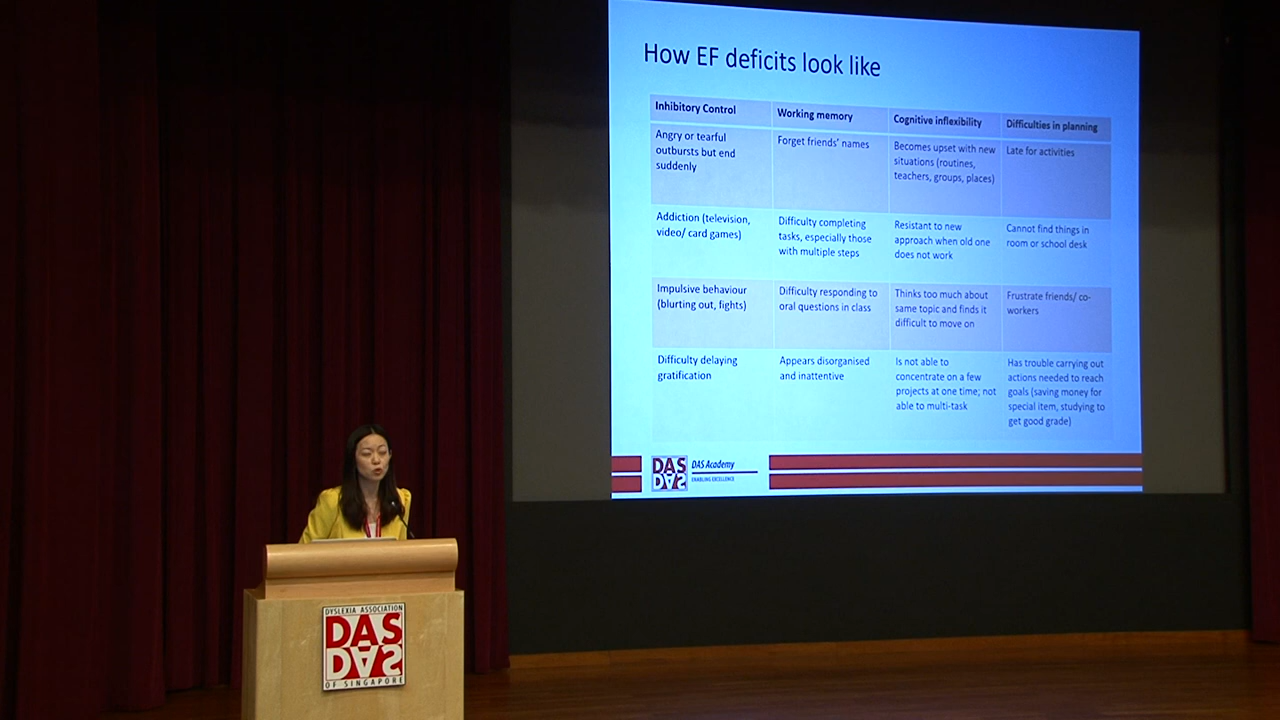 How EF deficits look like
Inhibitory Control
Working memory
Cognitive inflexibility
Difficulties in planning
Angry or tearful
outbursts but end
suddenly
Forget friends' names
Becomes upset with new
situations (routines,
teachers, groups, places)
Late for activities
Addiction (television,
video/ card games)
Difficulty completing
tasks, especially those
with multiple steps
Resistant to new
approach when old one
does not work
Cannot find things in
room or school desk
Impulsive behaviour
(blurting out, fights)
Difficulty responding to
oral questions in class
Thinks too much about
same topic and finds it
difficult to move on
Frustrate friends/ co-
workers
Difficulty delaying
gratification
Appears disorganised
and inattentive
Is not able to
concentrate on a few
projects at one time; not
able to multi-task
Has trouble carrying out
actions needed to reach
goals (saving money for
special item, studying to
get good grade)
DAS
DAS
DAS Academy
ENABLING EXCELLENCE
DYSLEXIA ASSOCIATION
DAS
DAS
OF SINGAPORE